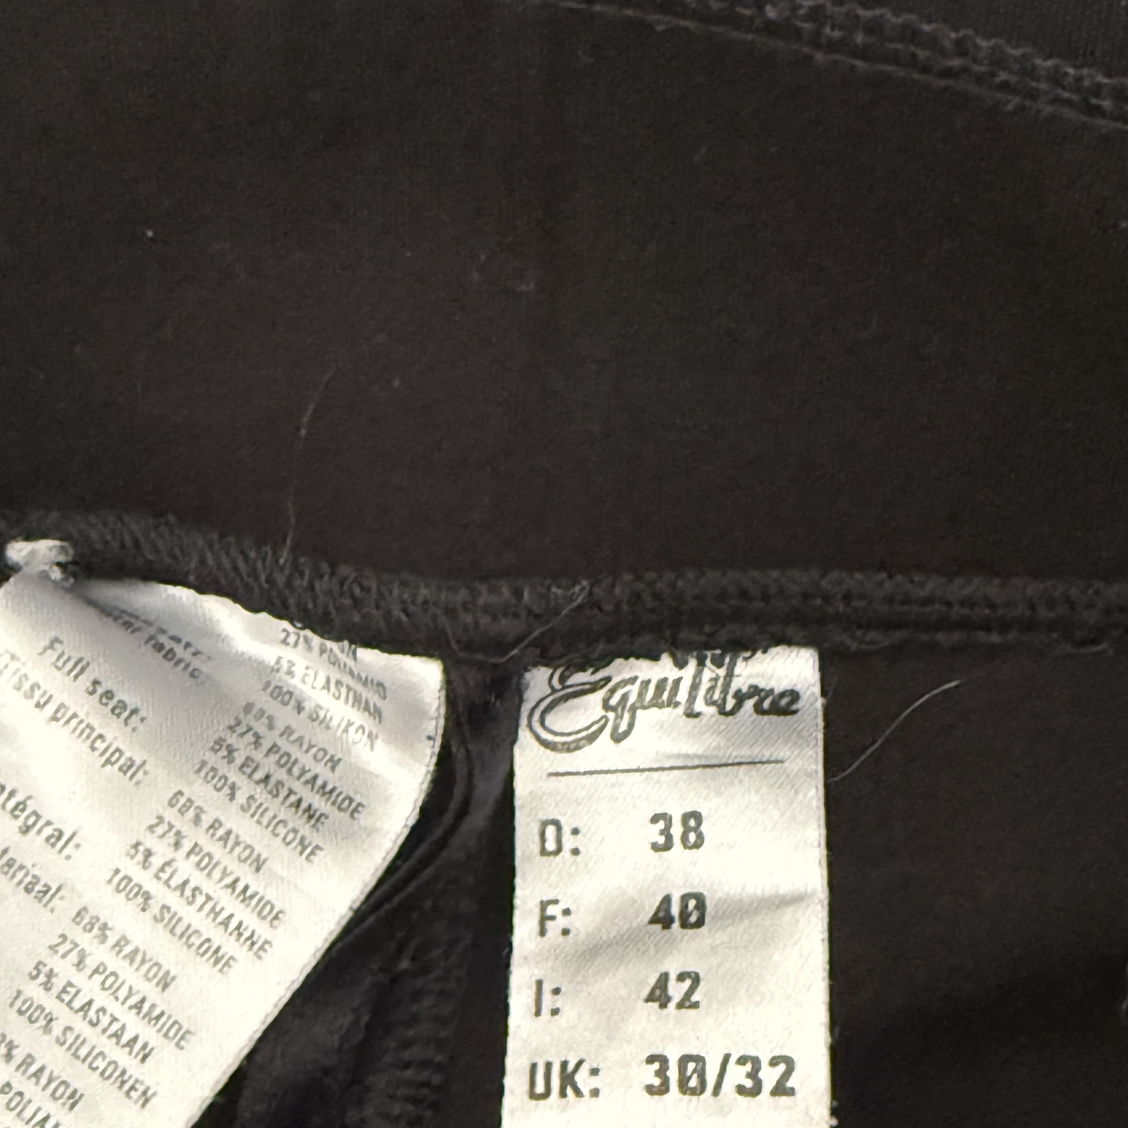 Full seat:
Tissu principal:
27% POLYAMID
5% ELASTHAN
100% SILIKON
68% RAYON
27% POLYAMIDE
5% ELASTANE
100% SILICONE
68% RAYON
27% POLYAMIDE
5% ÉLASTHANNE
100% SILICONE
68% RAYON
27% POLYAMIDE
5% ELASTAAN
100% SILICONEN
RAYON
EquiLibre
D: 38
F: 40
I: 42
UK: 30/32